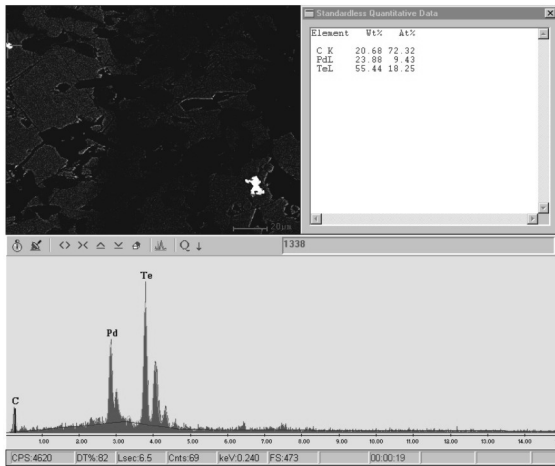 Standardless Quantitative Data
Element Wt% At%
C K 20.68 72.32
PdL 23.88 9.43
TeL 55.44 18.25
20µm
1338
Te
Pd
C
1.00 2.00 3.00 4.00 5.00 6.00 7.00 8.00 9.00 10.00 11.00 12.00 13.00 14.00
CPS:4620 DT%:82 Lsec:6.5 Cnts:69 keV:0.240 FS:473 00:00:19